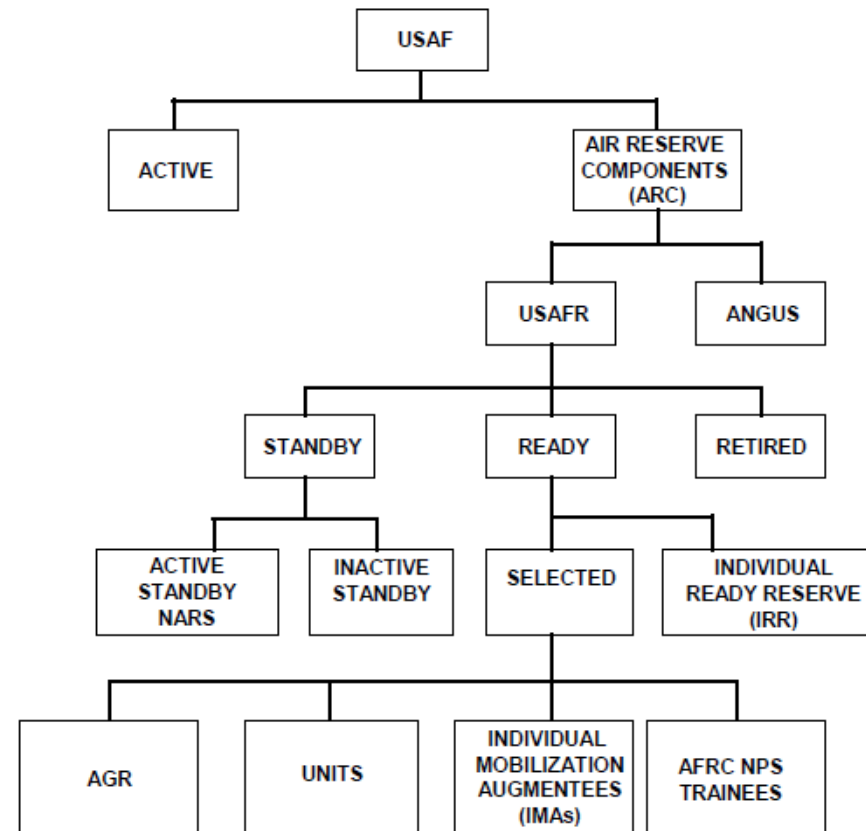 USAF
ACTIVE
AIR RESERVE
COMPONENTS
(ARC)
USAFR
ANGUS
STANDBY
READY
RETIRED
ACTIVE
STANDBY
NARS
INACTIVE
STANDBY
SELECTED
INDIVIDUAL
READY RESERVE
(IRR)
AGR
UNITS
INDIVIDUAL
MOBILIZATION
AUGMENTEES
(IMAs)
AFRC NPS
TRAINEES